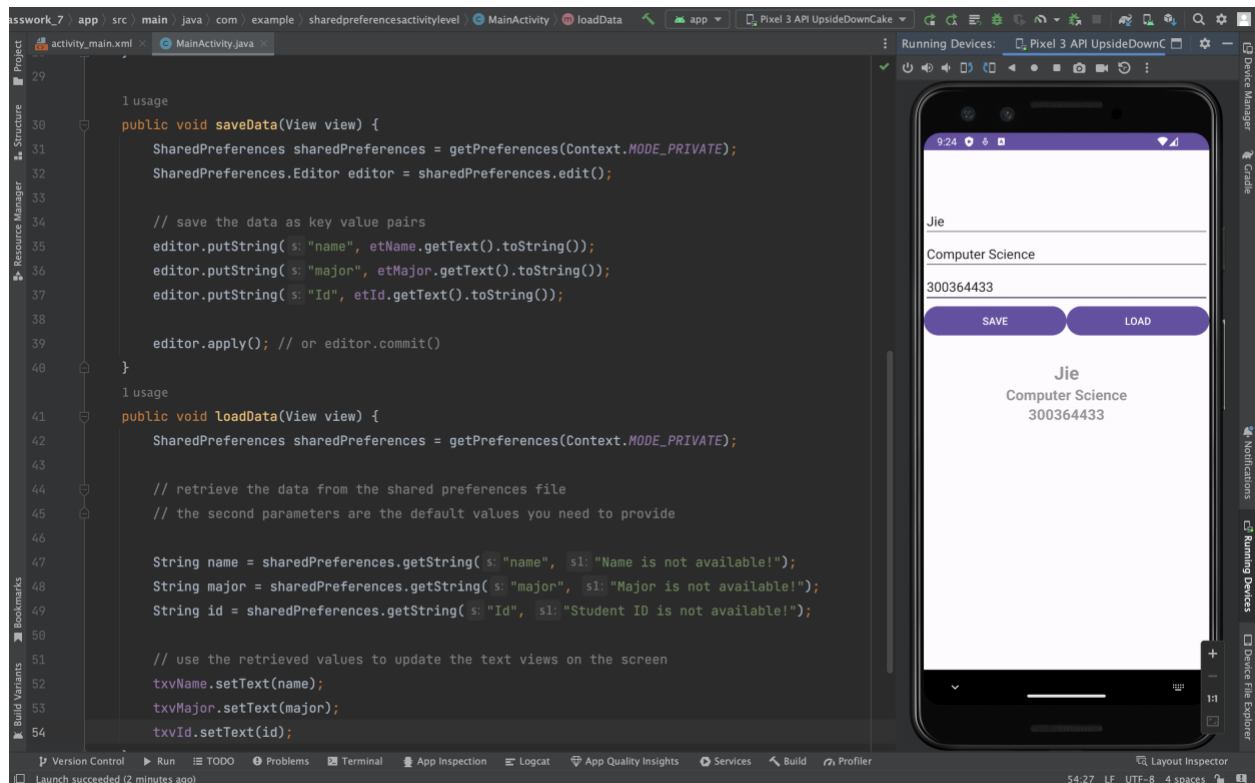 asswork_7 > app > src > main > java > com > example > sharedpreferencesactivitylevel > MainActivity > loadData app Pixel 3 API UpsideDownCake
activity_main.xml MainActivity.java Running Devices: Pixel 3 API UpsideDownC
Project
Structure
Resource Manager
Bookmarks
Build Variants
29
1 usage
30 public void saveData(View view) {
31 SharedPreferences sharedPreferences = getPreferences(Context.MODE_PRIVATE);
32 SharedPreferences.Editor editor = sharedPreferences.edit();
33
34 // save the data as key value pairs
35 editor.putString( s: "name", etName.getText().toString());
36 editor.putString( s: "major", etMajor.getText().toString());
37 editor.putString( s: "Id", etId.getText().toString());
38
39 editor.apply(); // or editor.commit()
40 }
1 usage
41 public void loadData(View view) {
42 SharedPreferences sharedPreferences = getPreferences(Context.MODE_PRIVATE);
43
44 // retrieve the data from the shared preferences file
45 // the second parameters are the default values you need to provide
46
47 String name = sharedPreferences.getString( s: "name", s1: "Name is not available!");
48 String major = sharedPreferences.getString( s: "major", s1: "Major is not available!");
49 String id = sharedPreferences.getString( s: "Id", s1: "Student ID is not available!");
50
51 // use the retrieved values to update the text views on the screen
52 txvName.setText(name);
53 txvMajor.setText(major);
54 txvId.setText(id);
9:24
Jie
Computer Science
300364433
SAVE LOAD
Jie
Computer Science
300364433
1:1
Device Manager
Gradle
Notifications
Running Devices
Device File Explorer
Version Control Run TODO Problems Terminal App Inspection Logcat App Quality Insights Services Build Profiler Layout Inspector
Launch succeeded (2 minutes ago) 54:27 LF UTF-8 4 spaces